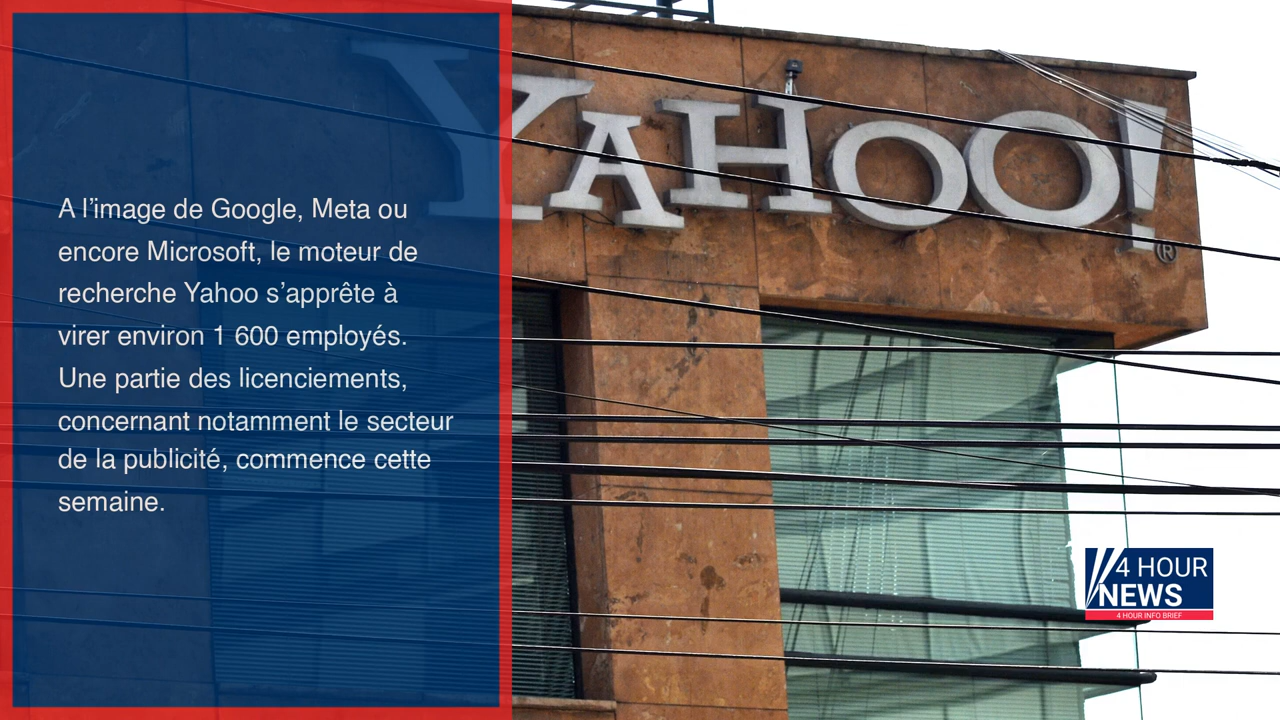 YAHOO!
®
A l’image de Google, Meta ou
encore Microsoft, le moteur de
recherche Yahoo s’apprête à
virer environ 1 600 employés.
Une partie des licenciements,
concernant notamment le secteur
de la publicité, commence cette
semaine.
4 HOUR
NEWS
4 HOUR INFO BRIEF